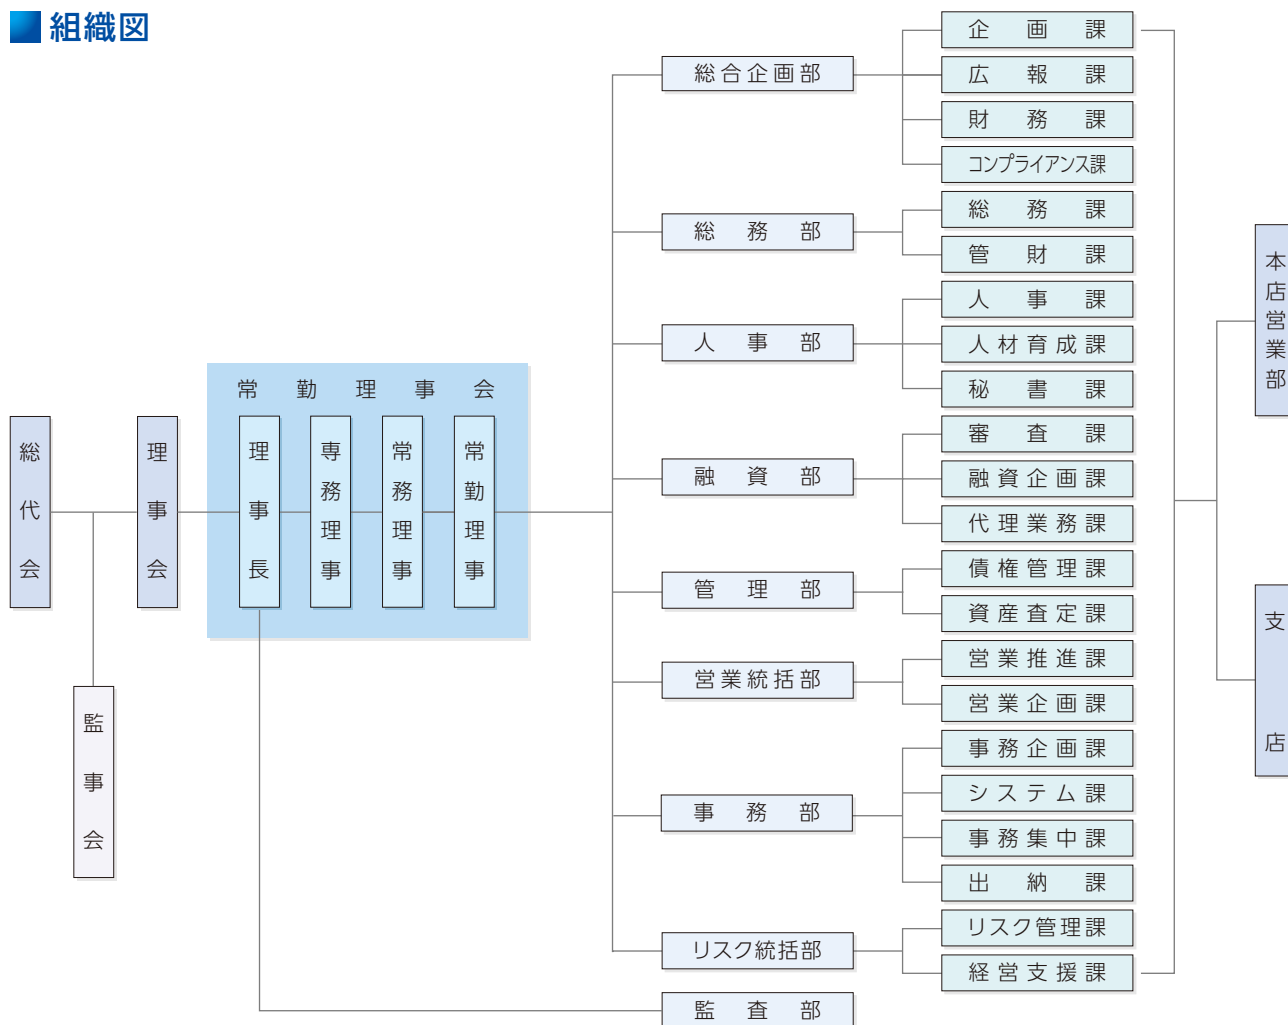 組織図
総代会
監事会
理事会
常勤理事会
理事長
専務理事
常務理事
常勤理事
総合企画部
企画課
広報課
財務課
コンプライアンス課
総務部
総務課
管財課
人事部
人事課
人材育成課
秘書課
融資部
審査課
融資企画課
代理業務課
管理部
債権管理課
資産査定課
営業統括部
営業推進課
営業企画課
事務部
事務企画課
システム課
事務集中課
出納課
リスク統括部
リスク管理課
経営支援課
監査部
本店営業部
支店